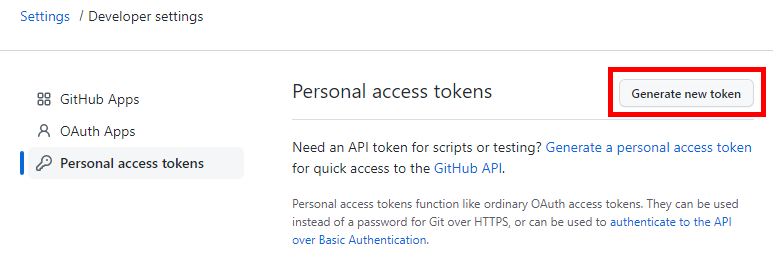 Settings / Developer settings
GitHub Apps
OAuth Apps
Personal access tokens
Personal access tokens
Generate new token
Need an API token for scripts or testing? Generate a personal access token
for quick access to the GitHub API.
Personal access tokens function like ordinary OAuth access tokens. They can be used
instead of a password for Git over HTTPS, or can be used to authenticate to the API
over Basic Authentication.